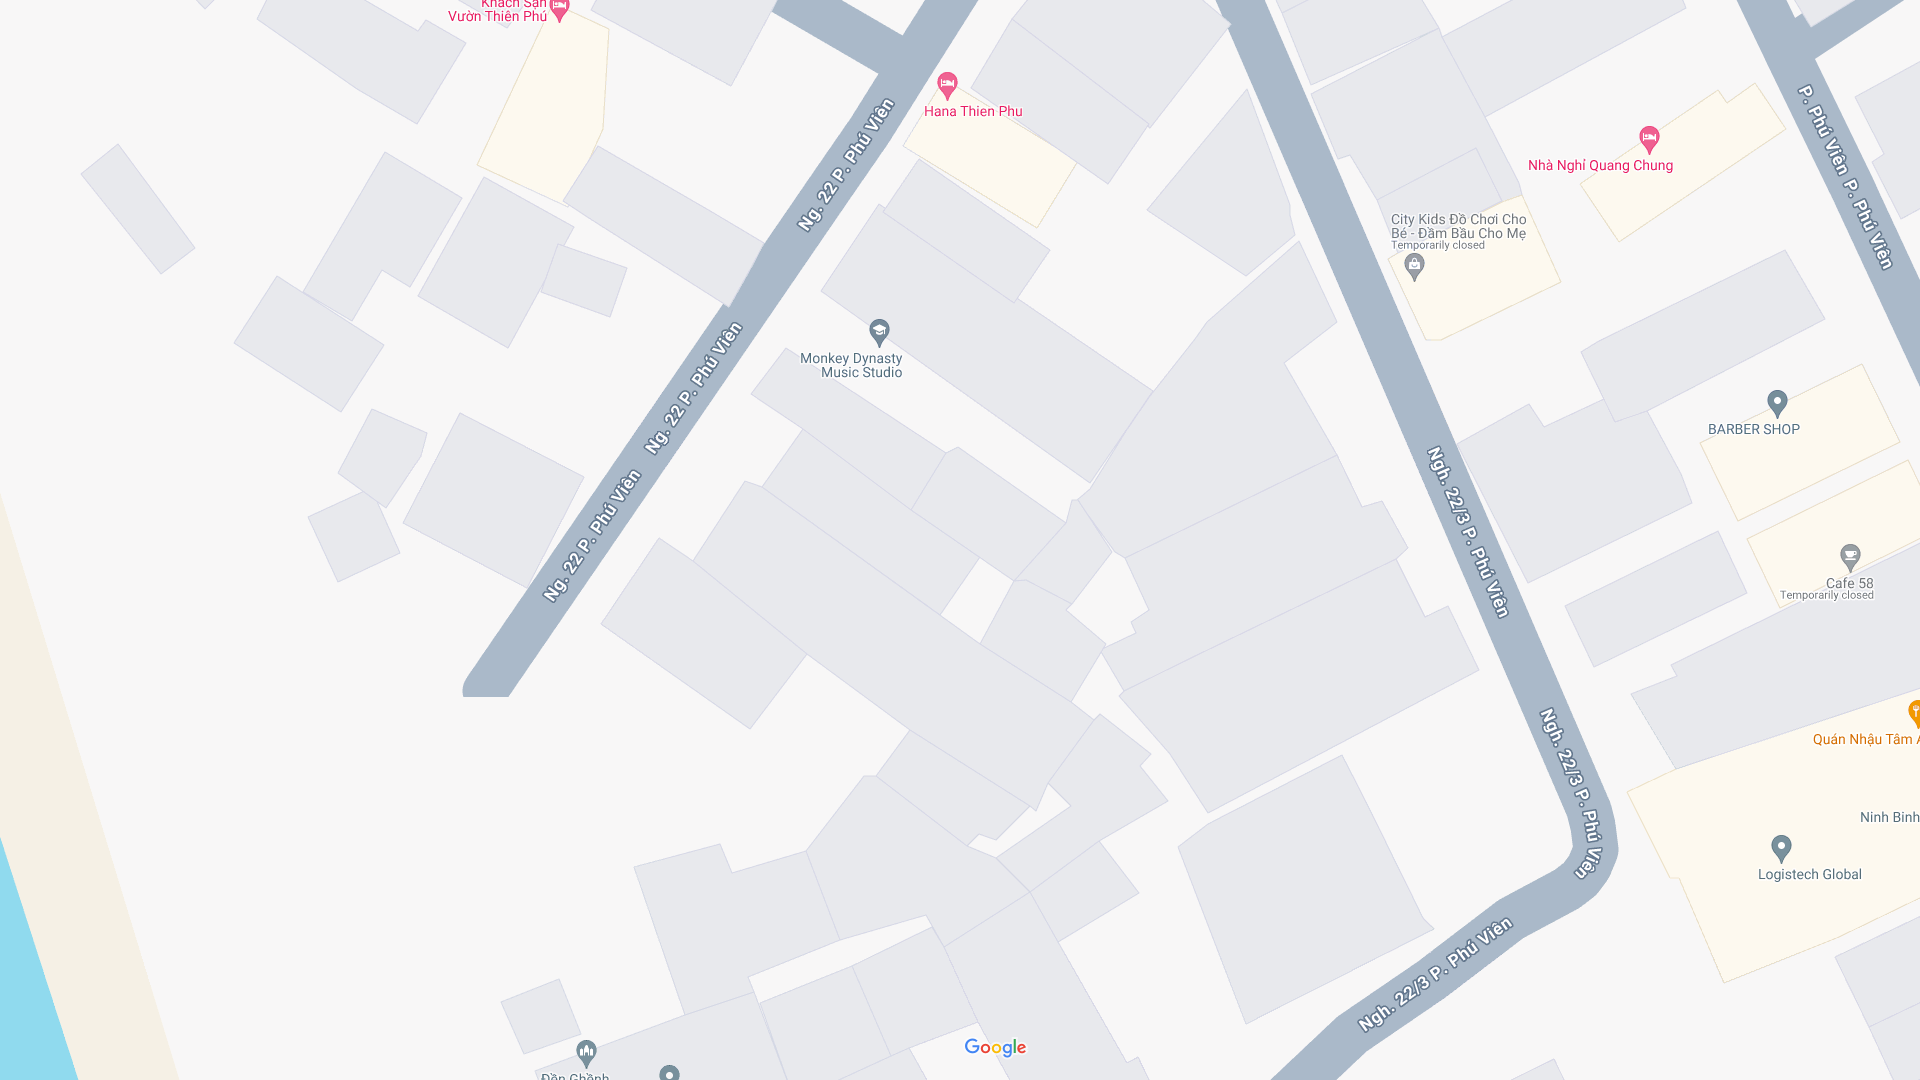 Khách Sạn
Vườn Thiên Phú
Hana Thien Phu
Ng. 22 P. Phú Viên
Nhà Nghỉ Quang Chung
P. Phú Viên
P. Phú Viên
City Kids Đồ Chơi Cho
Bé - Đầm Bầu Cho Mẹ
Temporarily closed
Monkey Dynasty
Music Studio
Ng. 22 P. Phú Viên
Ng. 22 P. Phú Viên
BARBER SHOP
Ngh. 22/3 P. Phú Viên
Cafe 58
Temporarily closed
Quán Nhậu Tâm
Ngh. 22/3 P. Phú Viên
Ninh Binh
Logistech Global
Ngh. 22/3 P. Phú Viên
Google
Đền Ghềnh